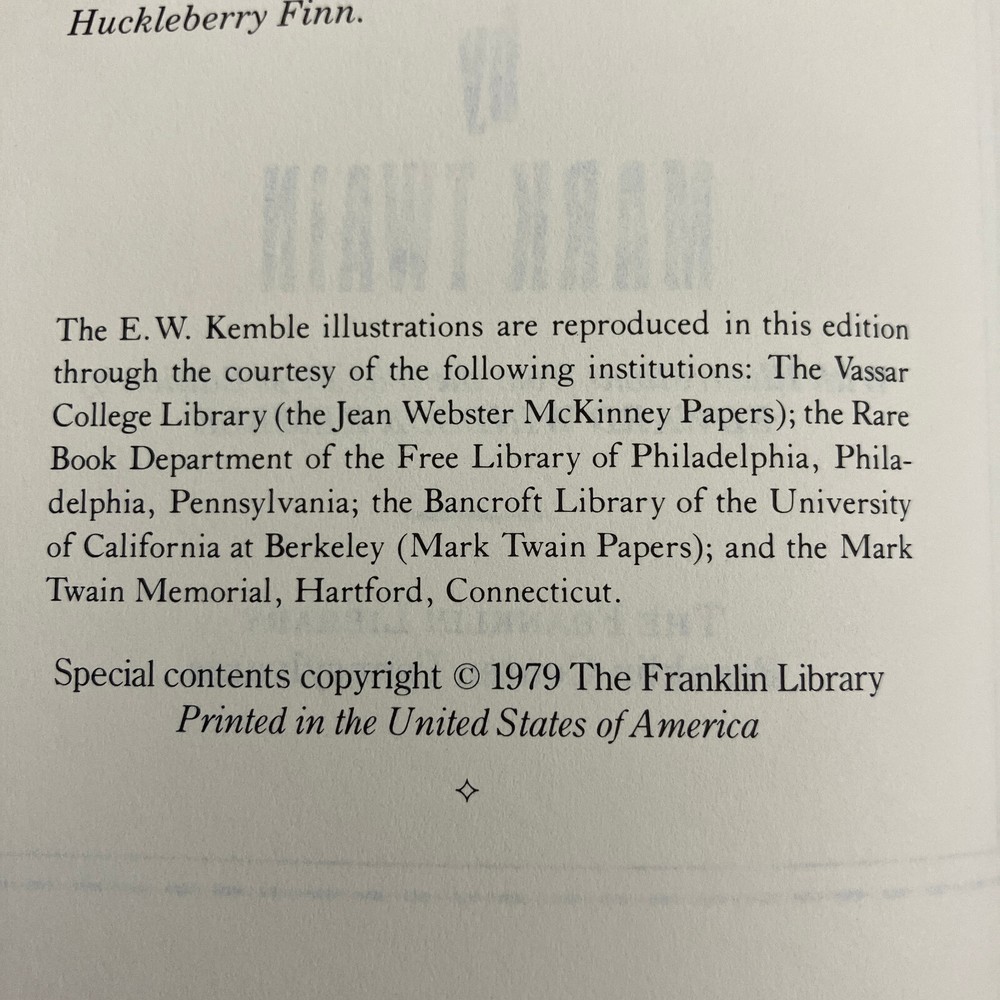 Huckleberry Finn.
The E. W. Kemble illustrations are reproduced in this edition
through the courtesy of the following institutions: The Vassar
College Library (the Jean Webster McKinney Papers); the Rare
Book Department of the Free Library of Philadelphia, Phila-
delphia, Pennsylvania; the Bancroft Library of the University
of California at Berkeley (Mark Twain Papers); and the Mark
Twain Memorial, Hartford, Connecticut.
Special contents copyright © 1979 The Franklin Library
Printed in the United States of America